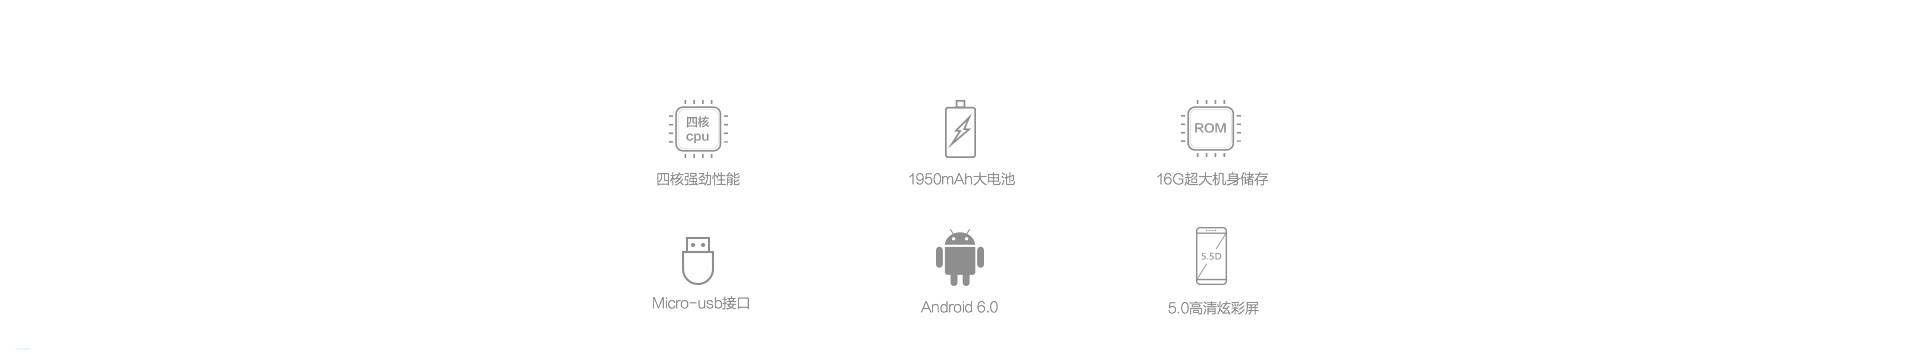 四核
cpu
ROM
四核强劲性能
1950mAh大电池
16G超大机身储存
5.5D
Micro-usb接口
Android 6.0
5.0高清炫彩屏